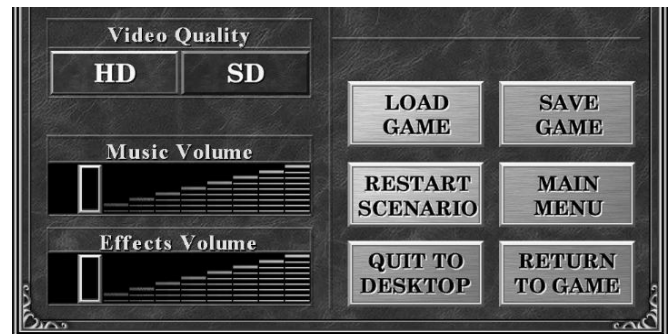 Video Quality
HD SD
Music Volume
Effects Volume
LOAD
GAME
SAVE
GAME
RESTART
SCENARIO
MAIN
MENU
QUIT TO
DESKTOP
RETURN
TO GAME